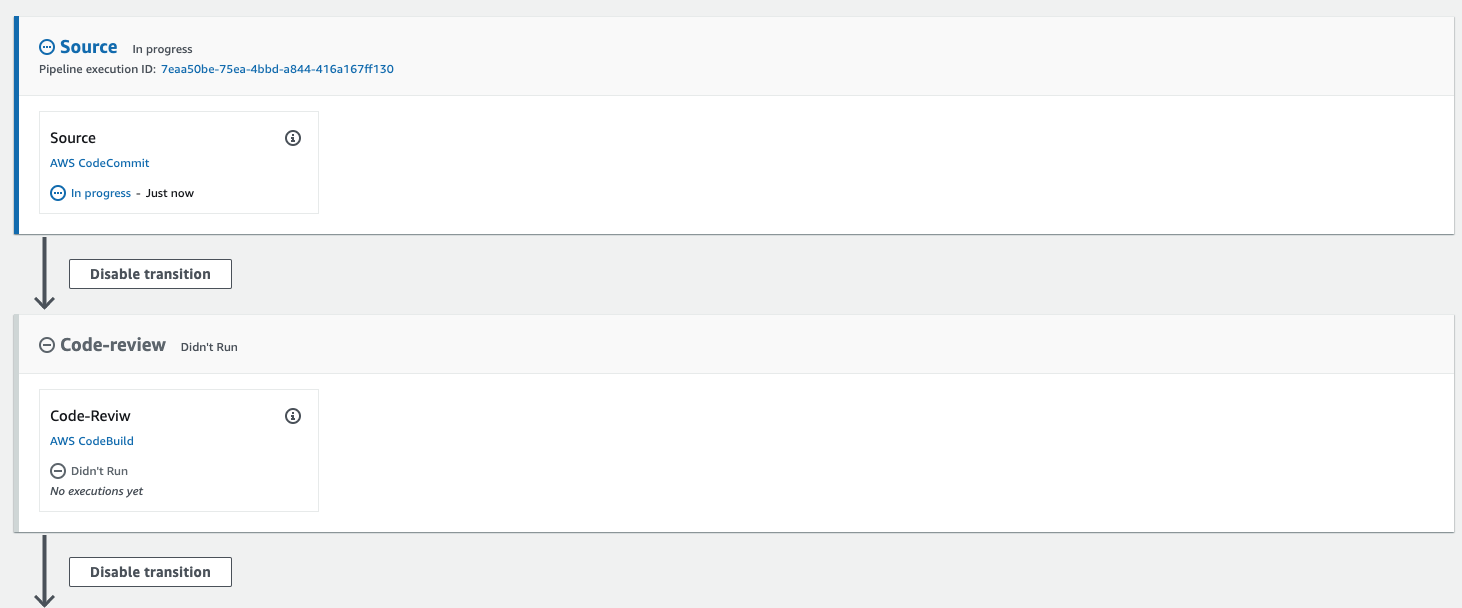 Source In progress
Pipeline execution ID: 7eaa50be-75ea-4bbd-a844-416a167ff130
Source
AWS CodeCommit
In progress - Just now
Disable transition
Code-review Didn't Run
Code-Reviw
AWS CodeBuild
Didn't Run
No executions yet
Disable transition